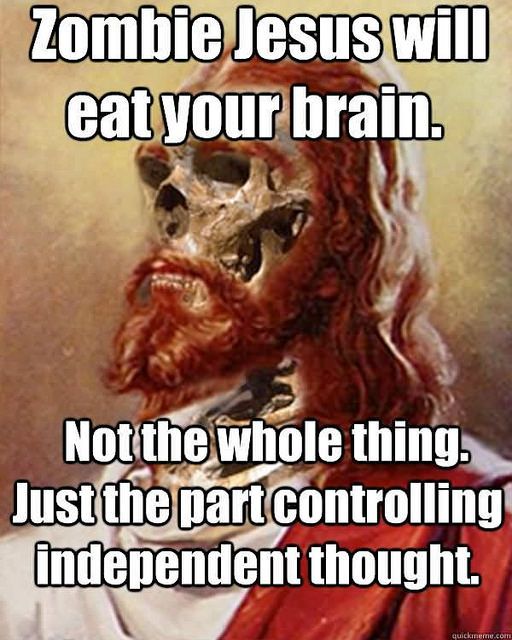 Zombie Jesus will
eat your brain.
Not the whole thing.
Just the part controlling
independent thought.
quickmeme.com